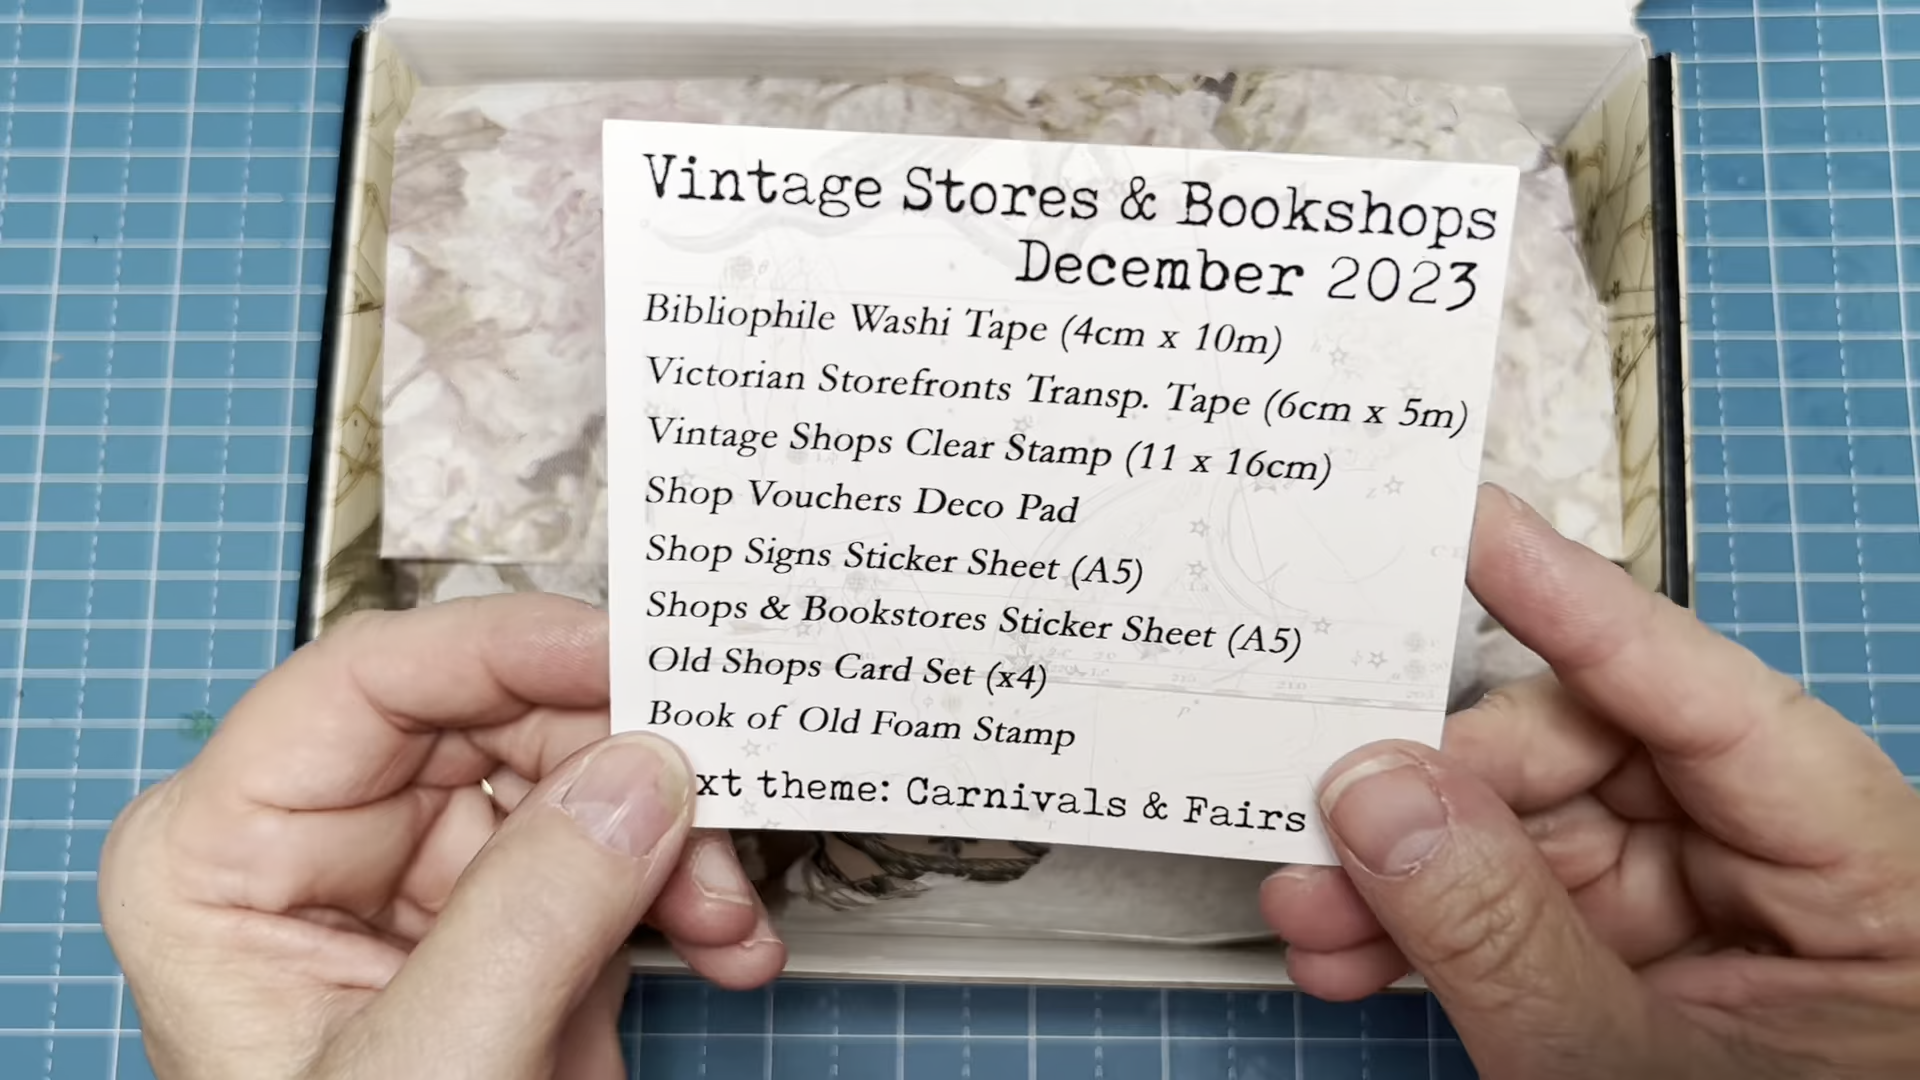 Vintage Stores & Bookshops
December 2023
Bibliophile Washi Tape (4cm x 10m)
Victorian Storefronts Transp. Tape (6cm x 5m)
Vintage Shops Clear Stamp (11 x 16cm)
Shop Vouchers Deco Pad
Shop Signs Sticker Sheet (A5)
Shops & Bookstores Sticker Sheet (A5)
Old Shops Card Set (x4)
Book of Old Foam Stamp
xt theme: Carnivals & Fairs